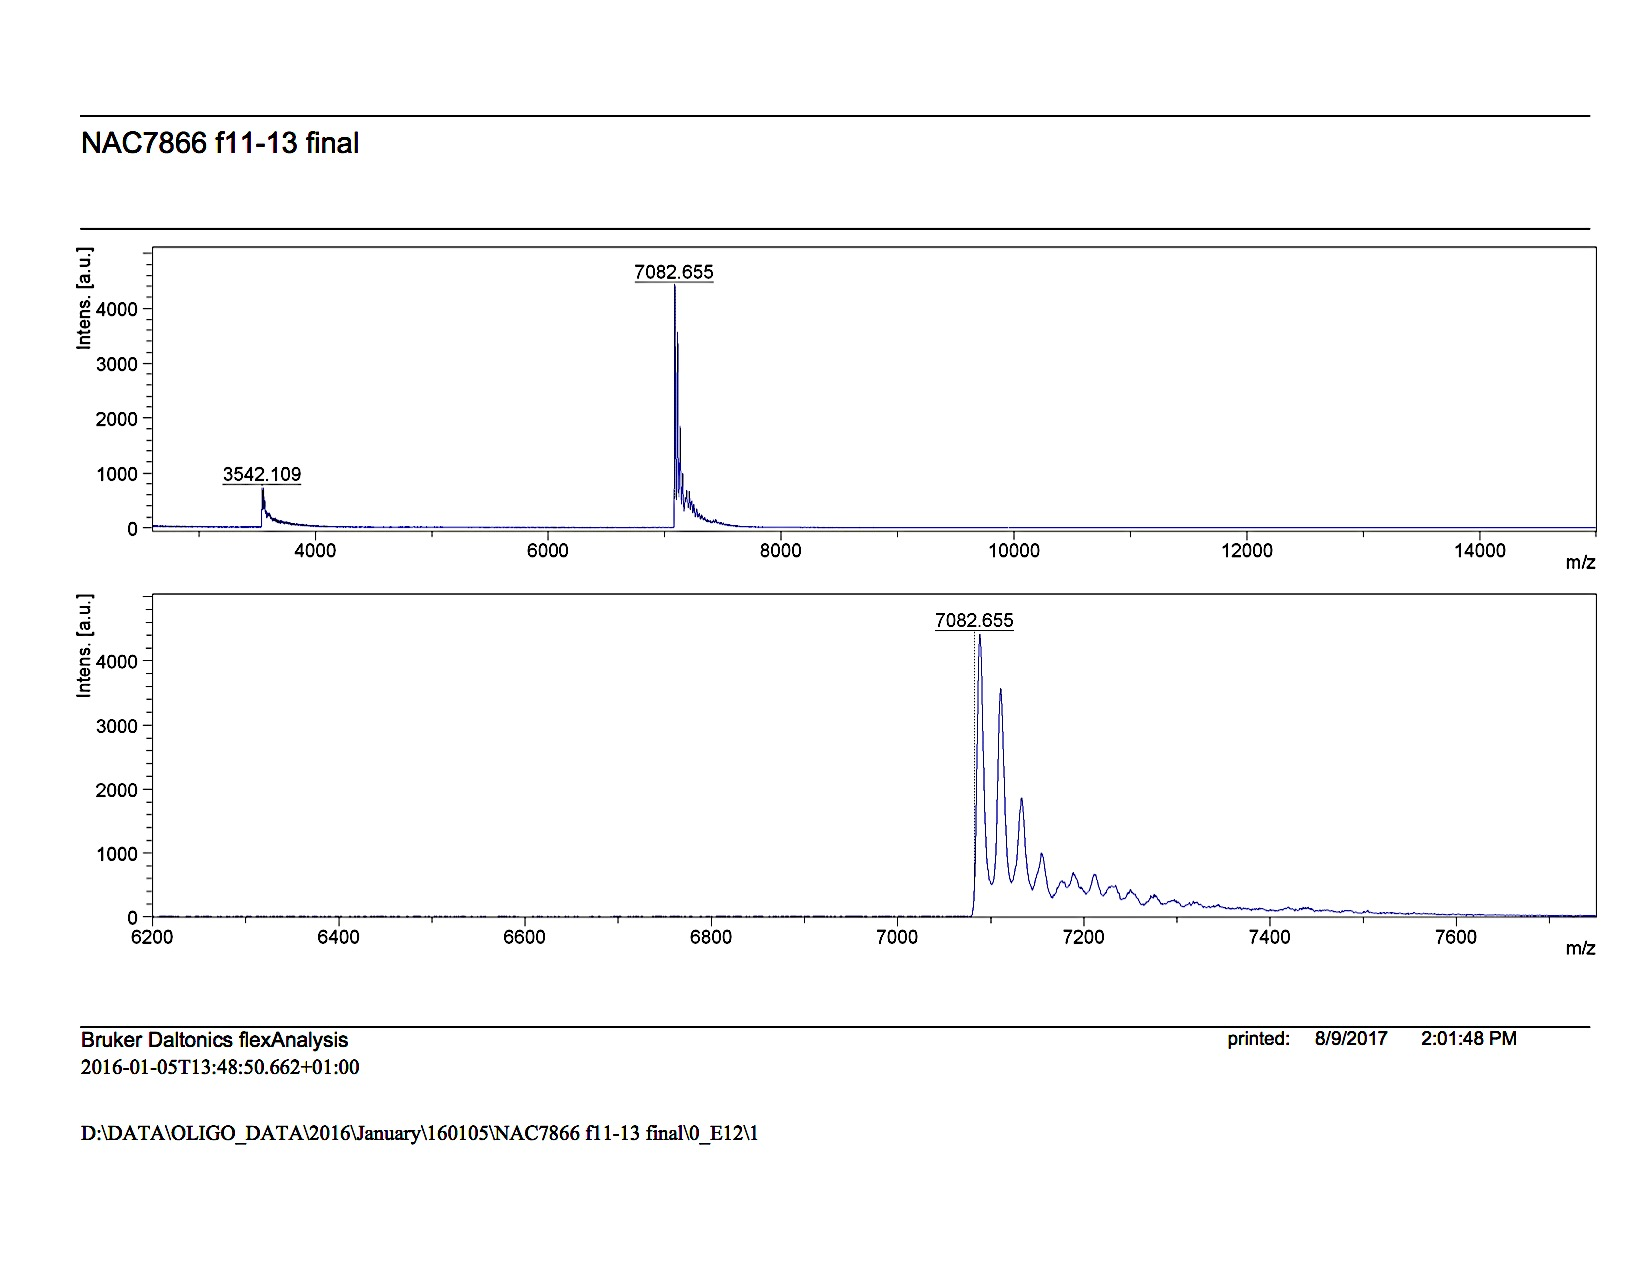 NAC7866 f11-13 final
Intens. [a.u.]
7082.655
4000
3000
2000
1000
0
3542.109
4000 6000 8000 10000 12000 14000
m/z
Intens. [a.u.]
7082.655
4000
3000
2000
1000
0
6200 6400 6600 6800 7000 7200 7400 7600
m/z
Bruker Daltonics flexAnalysis printed: 8/9/2017 2:01:48 PM
2016-01-05T13:48:50.662+01:00
D:\DATA\OLIGO_DATA\2016\January\160105\NAC7866 f11-13 final\0_E12\1